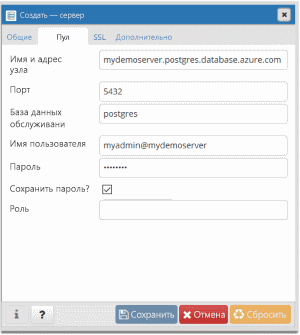 Создать — сервер
Общие Пул SSL Дополнительно
Имя и адрес
узла
mydemoserver.postgres.database.azure.com
Порт
5432
База данных
обслуживани
postgres
Имя пользователя
myadmin@mydemoserver
Пароль
••••••••
Сохранить пароль?
Роль
i ? Сохранить Отмена Сбросить